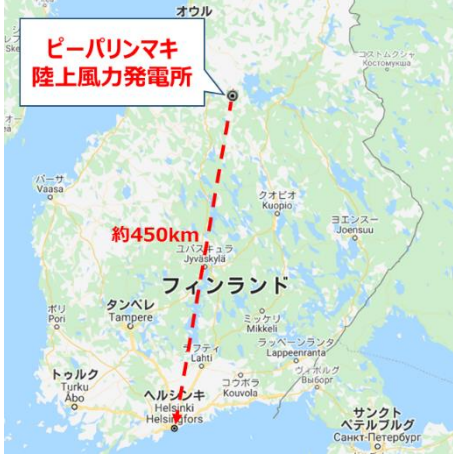 オウル
ピーパリンマキ
陸上風力発電所
コストムクシャ
Костомукша
バーサ
Vaasa
クオピオ
Kuopio
ヨエンスー
Joensuu
約450km
ユバスキュラ
Jyväskylä
フィンランド
ポリ
Pori
タンペレ
Tampere
ミッケリ
Mikkeli
ラフティ
Lahti
ラッペーンランタ
Lappeenranta
トゥルク
Turku
Åbo
コウボラ
Kouvola
ヴィボルグ
Выборг
ヘルシンキ
Helsinki
Helsingfors
サンクト
ペテルブルグ
Санкт-Петербург